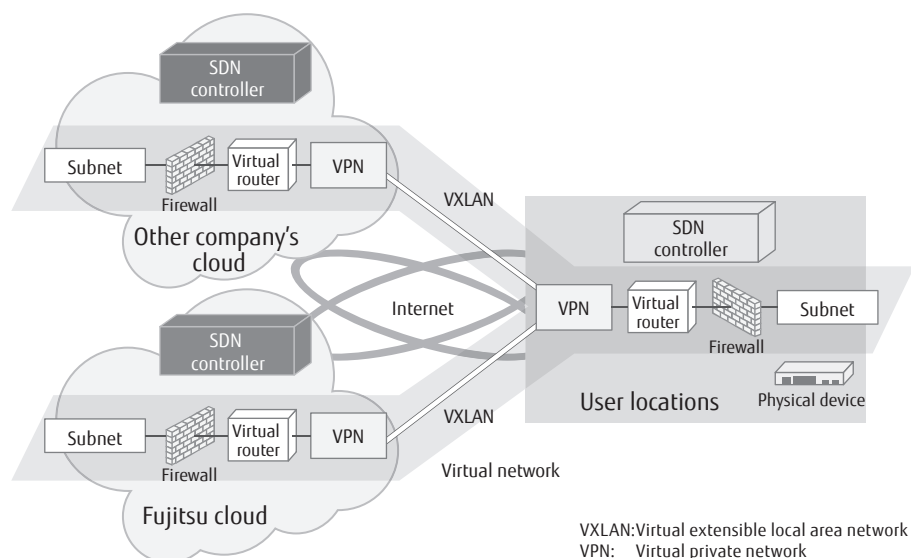 SDN
controller
Subnet
Firewall
Virtual
router
VPN
Other company's
cloud
VXLAN
Internet
SDN
controller
VPN
Virtual
router
Firewall
Subnet
User locations
Physical device
SDN
controller
Subnet
Firewall
Virtual
router
VPN
VXLAN
Virtual network
Fujitsu cloud
VXLAN:Virtual extensible local area network
VPN: Virtual private network